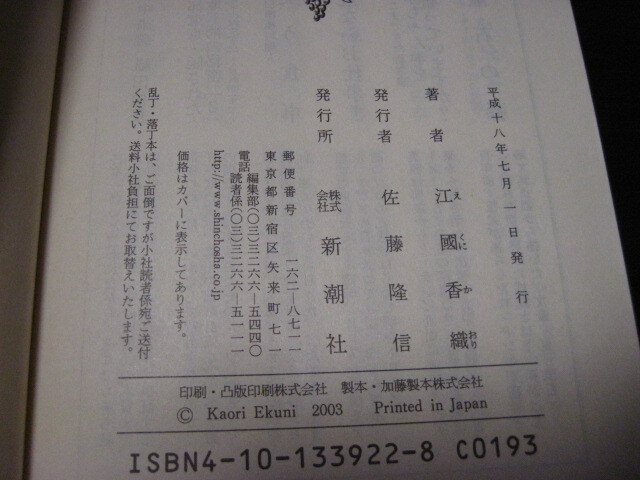 平成十八年七月一日発行
著者 江國香織
えくにかおり
発行者 佐藤隆信
発行所 株式会社 新潮社
郵便番号 一六二―八七一一
東京都新宿区矢来町七一
電話 編集部(〇三)三二六六―五四四〇
読者係(〇三)三二六六―五一一一
http://www.shinchosha.co.jp
価格はカバーに表示してあります。
乱丁・落丁本は、ご面倒ですが小社読者係宛ご送付
ください。送料小社負担にてお取替えいたします。
印刷・凸版印刷株式会社 製本・加藤製本株式会社
© Kaori Ekuni 2003 Printed in Japan
ISBN4-10-133922-8 C0193